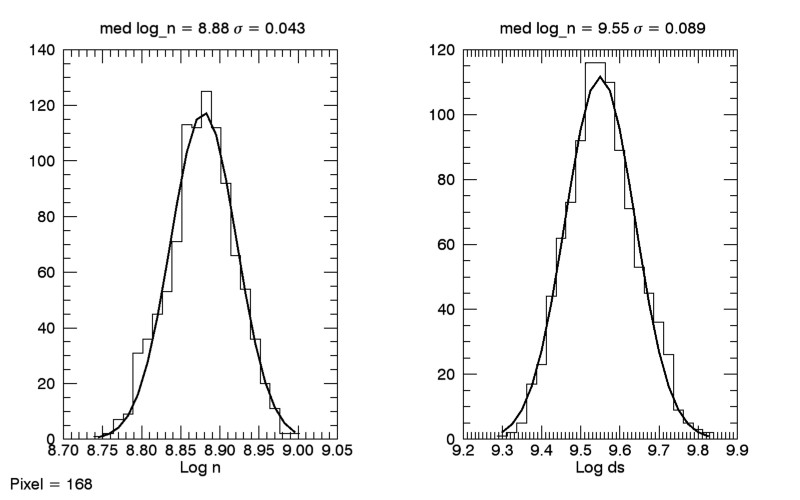 med log_n = 8.88 σ = 0.043
140
120
100
80
60
40
20
0
8.70 8.75 8.80 8.85 8.90 8.95 9.00 9.05
Log n
med log_n = 9.55 σ = 0.089
120
100
80
60
40
20
0
9.2 9.3 9.4 9.5 9.6 9.7 9.8 9.9
Log ds
Pixel = 168